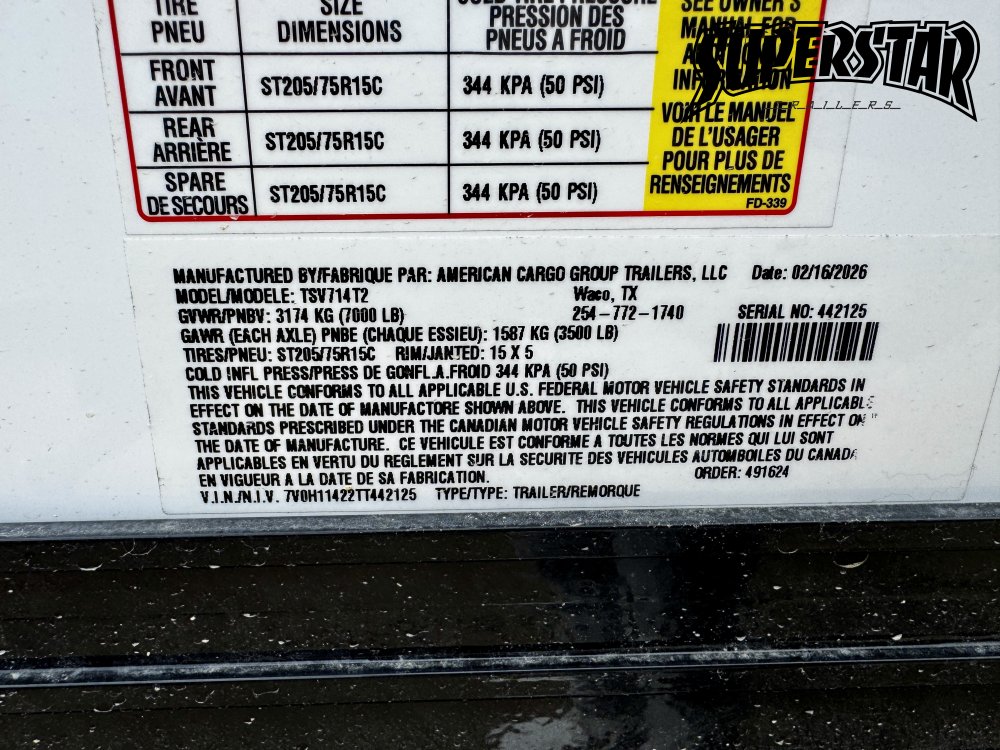 TIRE PNEU
SIZE DIMENSIONS
PRESSION DES PNEUS A FROID
SEE OWNER'S MANUAL FOR
FRONT AVANT
ST205/75R15C
344 KPA (50 PSI)
REAR ARRIÈRE
ST205/75R15C
344 KPA (50 PSI)
SPARE DE SECOURS
ST205/75R15C
344 KPA (50 PSI)
VOIR LE MANUEL
DE L'USAGER
POUR PLUS DE
RENSEIGNEMENTS
FD-339
SUPERSTAR
TRAILERS
MANUFACTURED BY/FABRIQUE PAR: AMERICAN CARGO GROUP TRAILERS, LLC Date: 02/16/2026
MODEL/MODELE: TSV714T2 Waco, TX
GVWR/PNBV: 3174 KG (7000 LB) 254-772-1740 SERIAL NO: 442125
GAWR (EACH AXLE) PNBE (CHAQUE ESSIEU): 1587 KG (3500 LB)
TIRES/PNEU: ST205/75R15C RIM/JANTED: 15 X 5
COLD INFL PRESS/PRESS DE GONFL.A.FROID 344 KPA (50 PSI)
THIS VEHICLE CONFORMS TO ALL APPLICABLE U.S. FEDERAL MOTOR VEHICLE SAFETY STANDARDS IN
EFFECT ON THE DATE OF MANUFACTORE SHOWN ABOVE. THIS VEHICLE CONFORMS TO ALL APPLICABLE
STANDARDS PRESCRIBED UNDER THE CANADIAN MOTOR VEHICLE SAFETY REGULATIONS IN EFFECT ON
THE DATE OF MANUFACTURE. CE VEHICULE EST CONFORME A TOUTES LES NORMES QUI LUI SONT
APPLICABLES EN VERTU DU REGLEMENT SUR LA SECURITE DES VEHICULES AUTOMBOILES DU CANADA
EN VIGUEUR A LA DATE DE SA FABRICATION. ORDER: 491624
V.I.N./N.I.V. 7V0H11422TT442125 TYPE/TYPE: TRAILER/REMORQUE